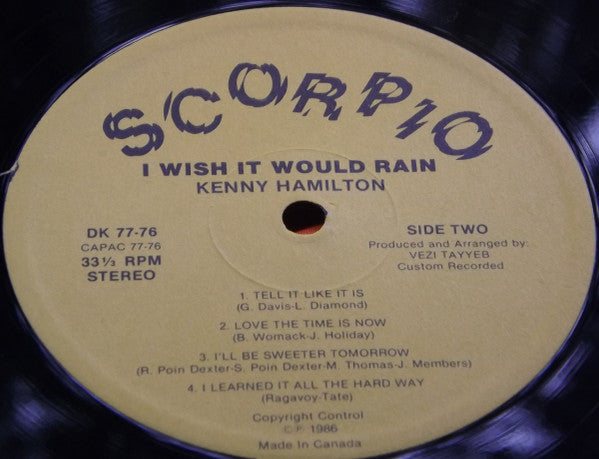 SCORPIO
I WISH IT WOULD RAIN
KENNY HAMILTON
DK 77-76
CAPAC 77-76
33⅓ RPM
STEREO
SIDE TWO
Produced and Arranged by:
VEZI TAYYEB
Custom Recorded
1. TELL IT LIKE IT IS
(G. Davis-L. Diamond)
2. LOVE THE TIME IS NOW
(B. Womack-J. Holiday)
3. I'LL BE SWEETER TOMORROW
(R. Poin Dexter-S. Poin Dexter-M. Thomas-J. Members)
4. I LEARNED IT ALL THE HARD WAY
(Ragavoy-Tate)
Copyright Control
© ℗ 1986
Made In Canada